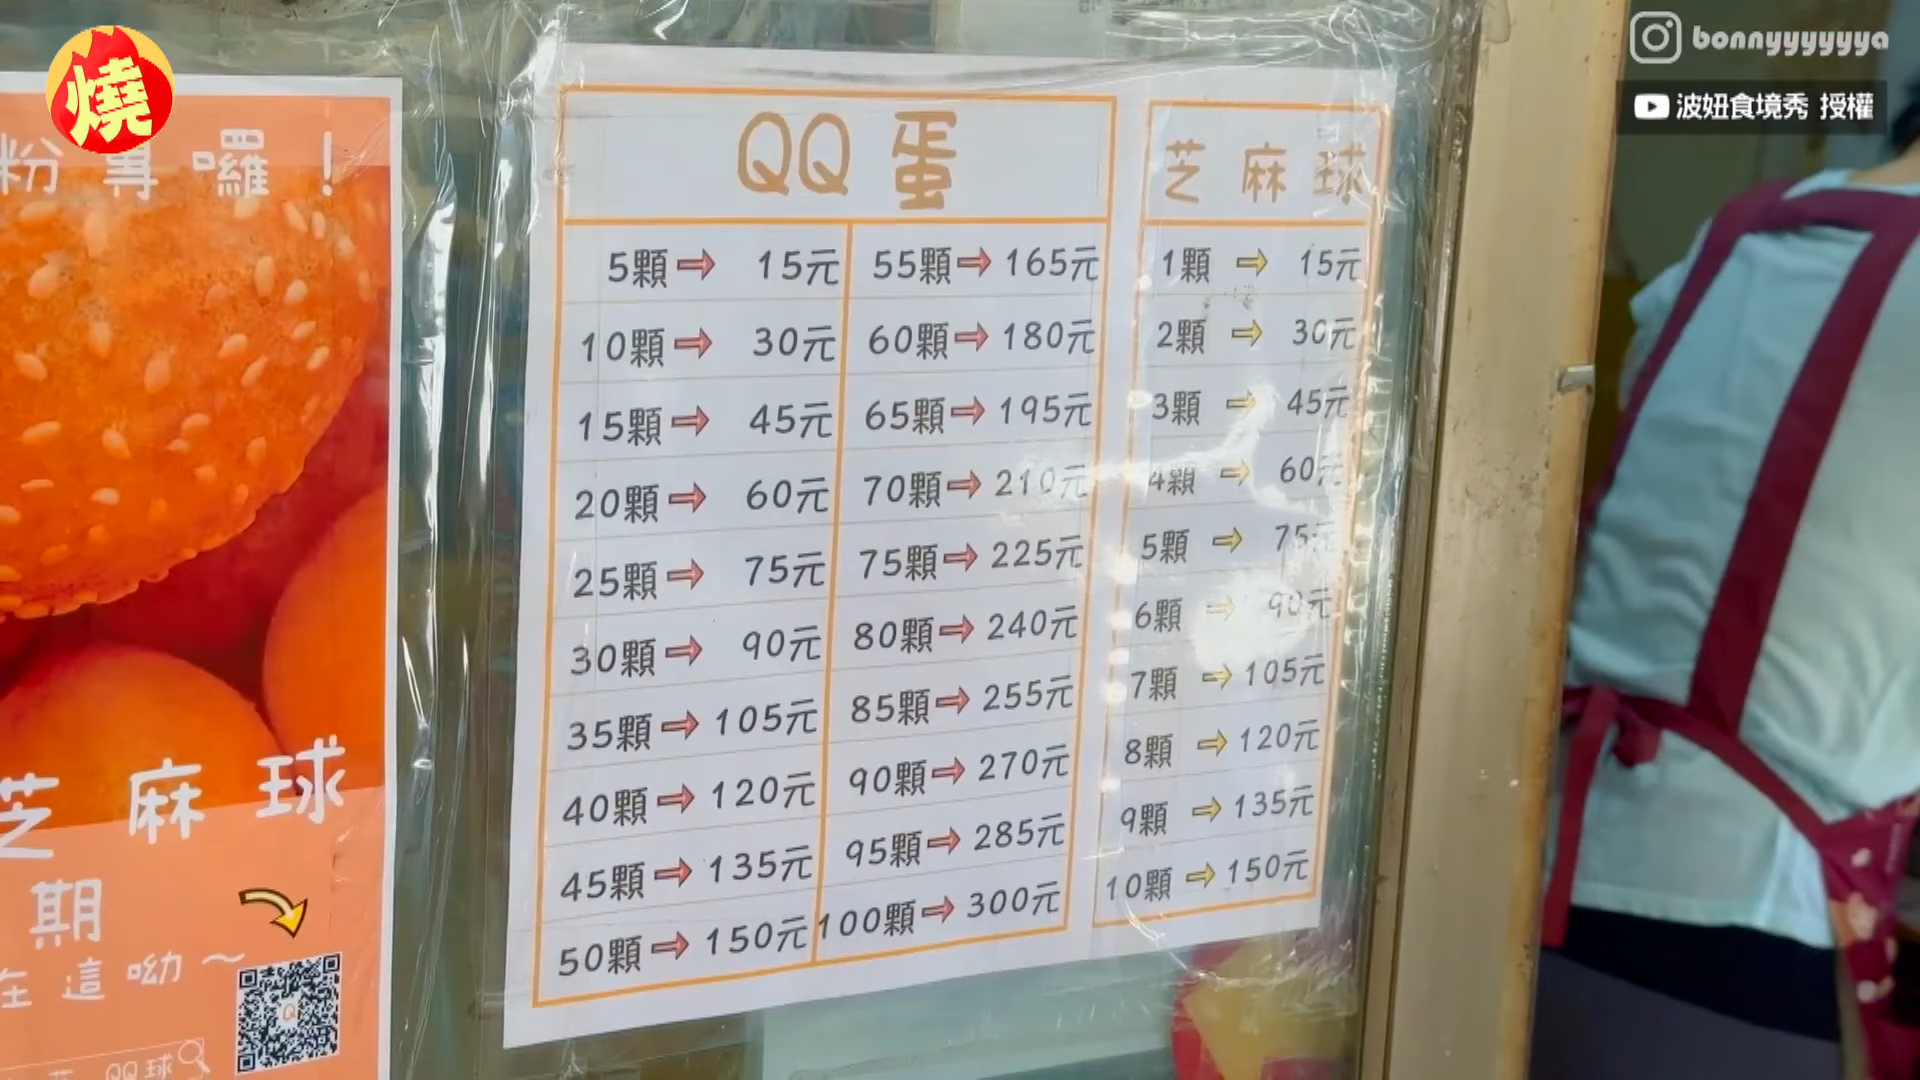 燒
bonnyyyyyya
波妞食境秀 授權
粉專囉！
芝麻球
期
在這呦～
QQ球
QQ蛋
5顆→ 15元
10顆→ 30元
15顆→ 45元
20顆→ 60元
25顆→ 75元
30顆→ 90元
35顆→ 105元
40顆→ 120元
45顆→ 135元
50顆→ 150元
55顆→ 165元
60顆→ 180元
65顆→ 195元
70顆→ 210元
75顆→ 225元
80顆→ 240元
85顆→ 255元
90顆→ 270元
95顆→ 285元
100顆→ 300元
芝麻球
1顆 → 15元
2顆 → 30元
3顆 → 45元
4顆 → 60元
5顆 → 75元
6顆 → 90元
7顆 → 105元
8顆 → 120元
9顆 → 135元
10顆 → 150元